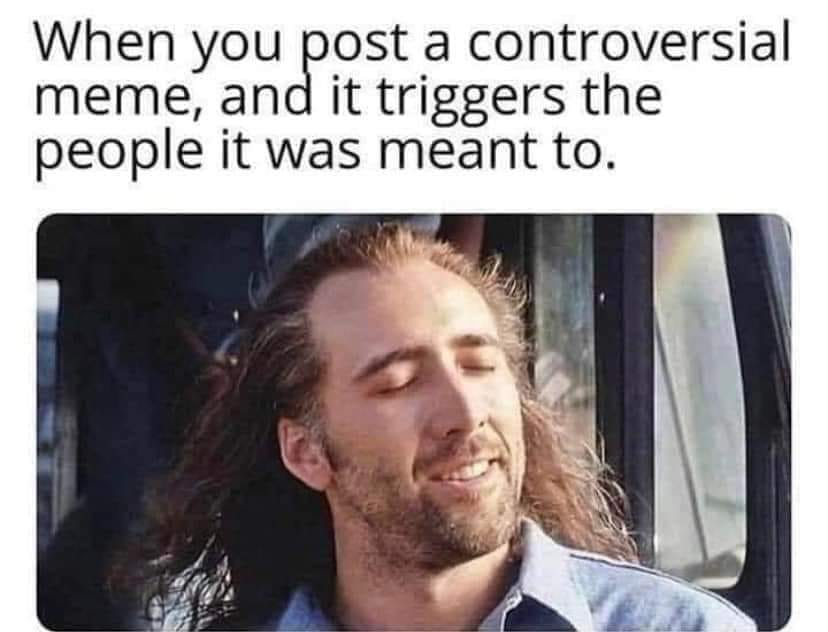 When you post a controversial
meme, and it triggers the
people it was meant to.